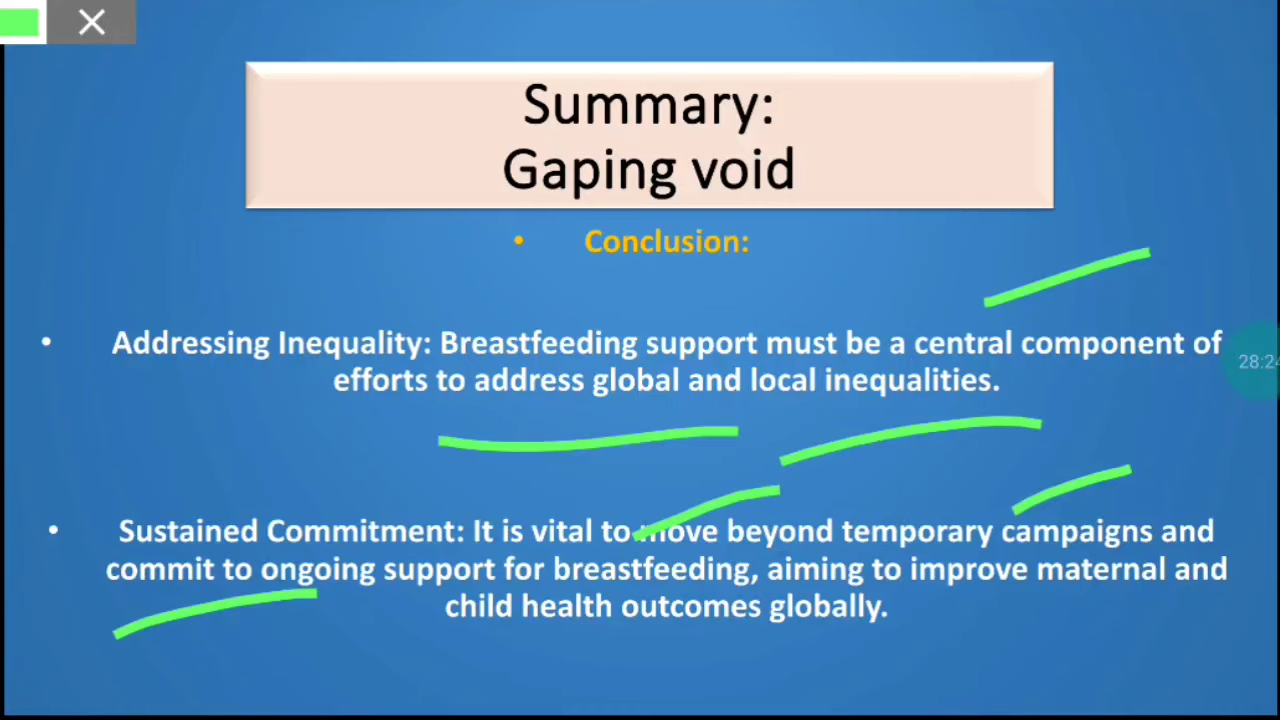 Summary:
Gaping void
• Conclusion:
• Addressing Inequality: Breastfeeding support must be a central component of
efforts to address global and local inequalities.
28:24
• Sustained Commitment: It is vital to move beyond temporary campaigns and
commit to ongoing support for breastfeeding, aiming to improve maternal and
child health outcomes globally.